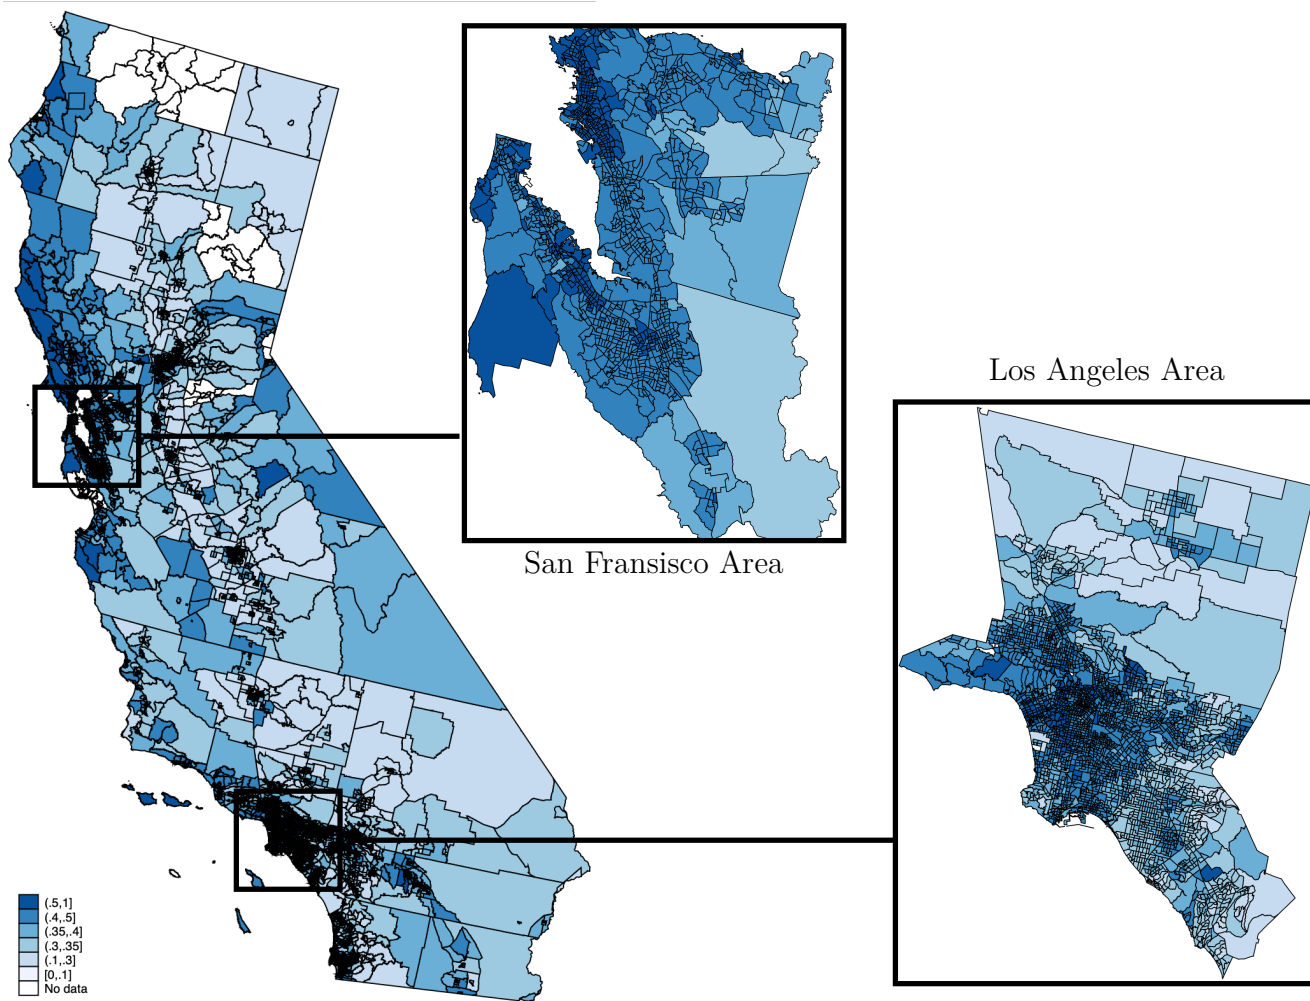 San Fransisco Area
Los Angeles Area
(.5,1]
(.4,.5]
(.35,.4]
(.3,.35]
(.1,.3]
[0,.1]
No data